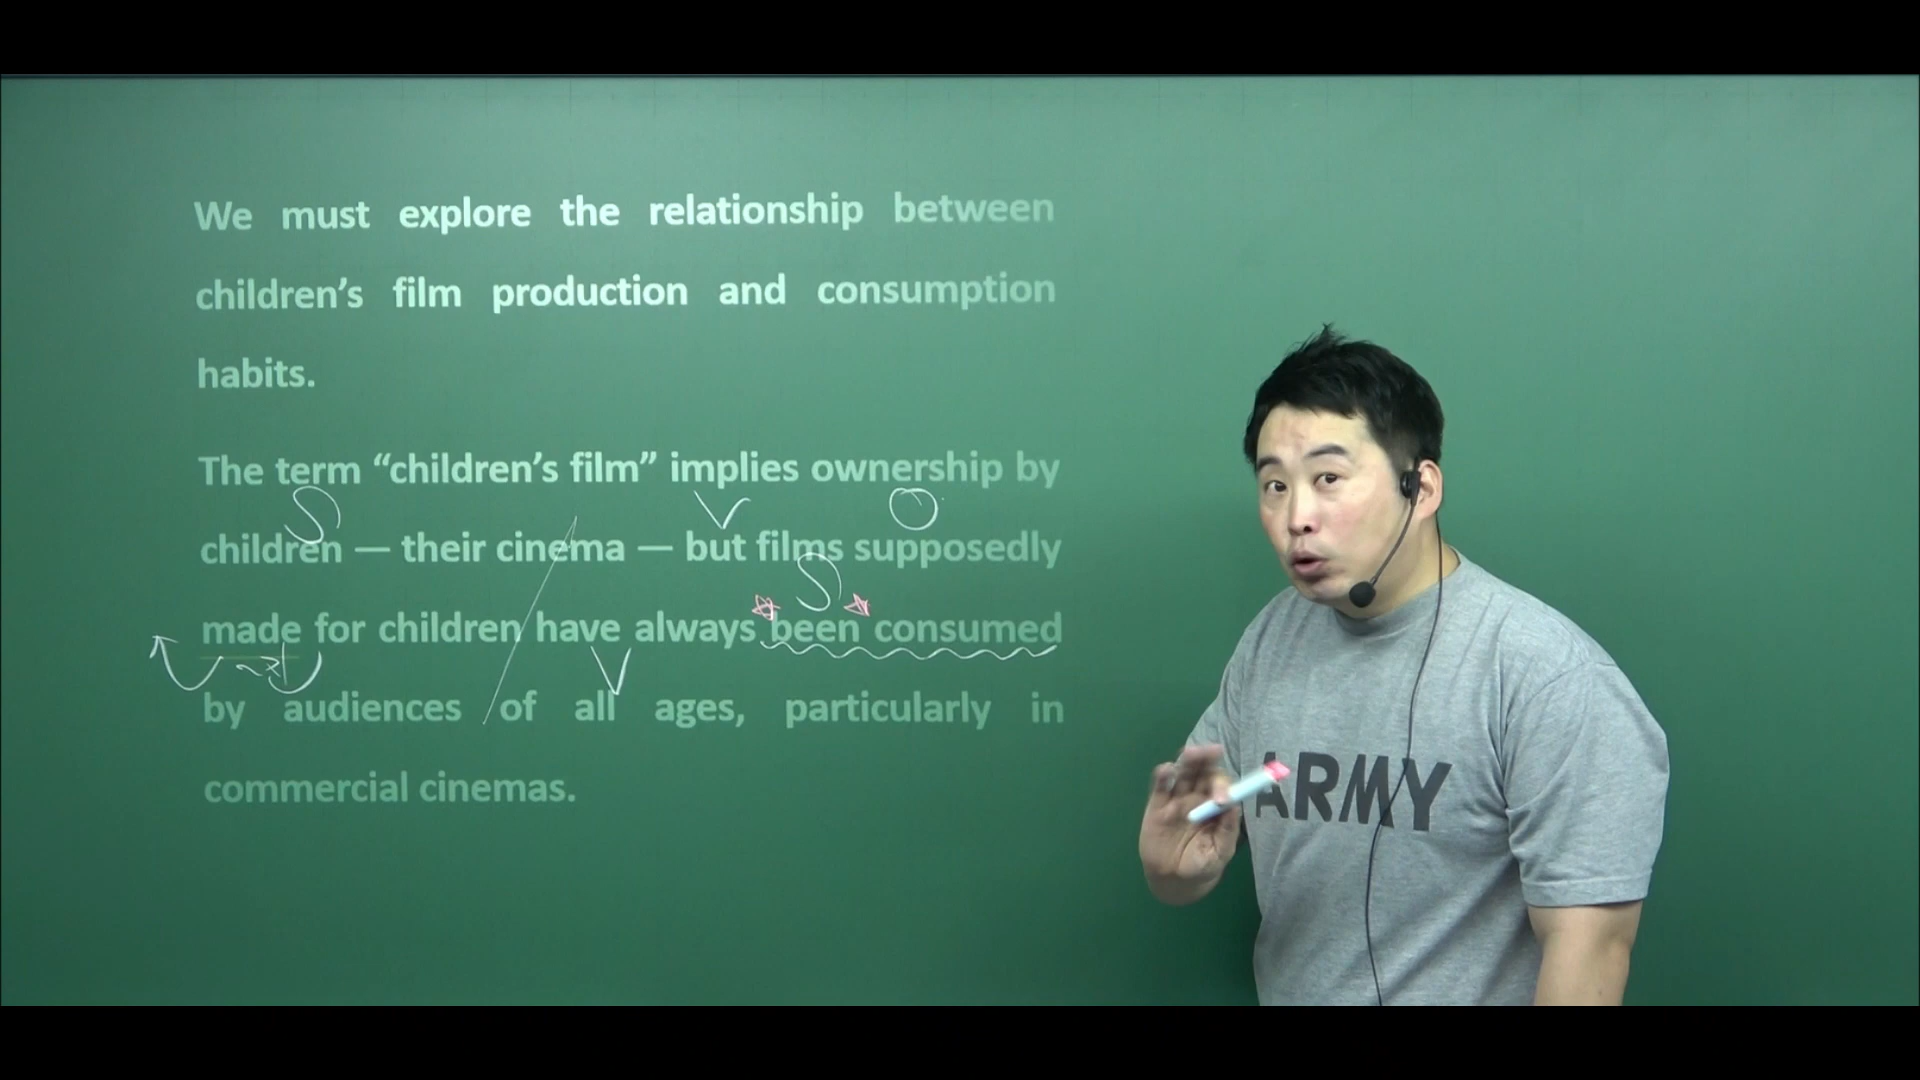 We must explore the relationship between
children's film production and consumption
habits.
The term “children's film” implies ownership by
S V O
children — their cinema — but films supposedly
S
made for children have always been consumed
V
by audiences of all ages, particularly in
commercial cinemas.
ARMY